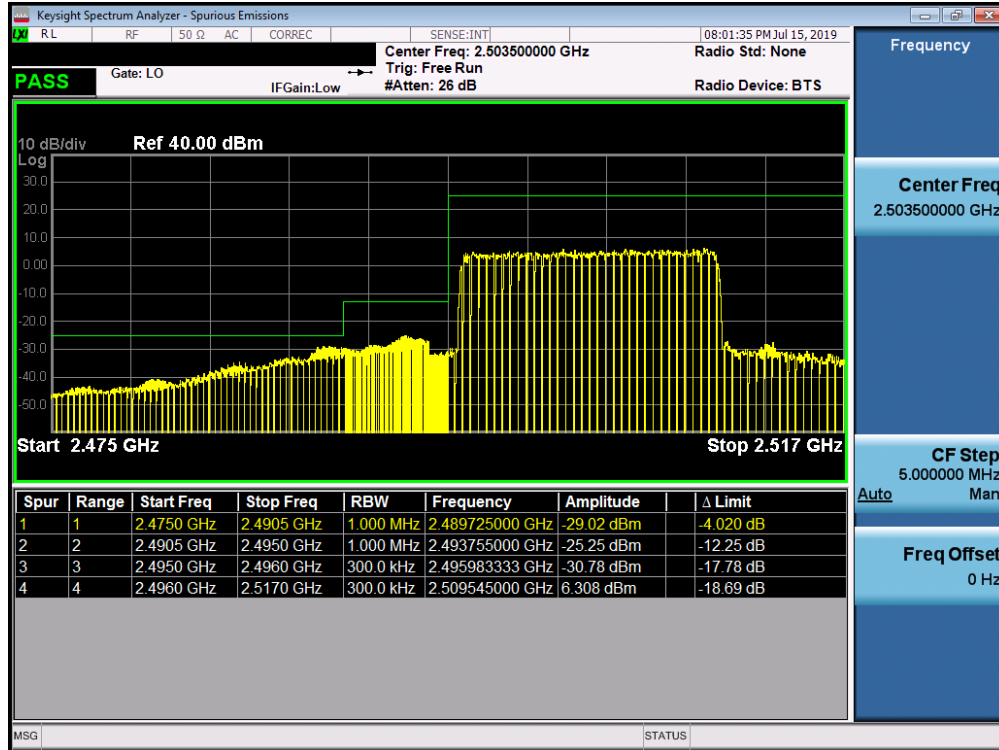 Keysight Spectrum Analyzer - Spurious Emissions
LXI RL RF 50 Ω AC CORREC SENSE:INT 08:01:35 PM Jul 15, 2019
Center Freq: 2.503500000 GHz Radio Std: None
Gate: LO Trig: Free Run
PASS IFGain:Low #Atten: 26 dB Radio Device: BTS
10 dB/div Ref 40.00 dBm
Log
30.0
20.0
10.0
0.00
-10.0
-20.0
-30.0
-40.0
-50.0
Start 2.475 GHz Stop 2.517 GHz
Spur Range Start Freq Stop Freq RBW Frequency Amplitude Δ Limit
1 1 2.4750 GHz 2.4905 GHz 1.000 MHz 2.489725000 GHz -29.02 dBm -4.020 dB
2 2 2.4905 GHz 2.4950 GHz 1.000 MHz 2.493755000 GHz -25.25 dBm -12.25 dB
3 3 2.4950 GHz 2.4960 GHz 300.0 kHz 2.495983333 GHz -30.78 dBm -17.78 dB
4 4 2.4960 GHz 2.5170 GHz 300.0 kHz 2.509545000 GHz 6.308 dBm -18.69 dB
MSG STATUS
Frequency
Center Freq
2.503500000 GHz
CF Step
5.000000 MHz
Auto Man
Freq Offset
0 Hz